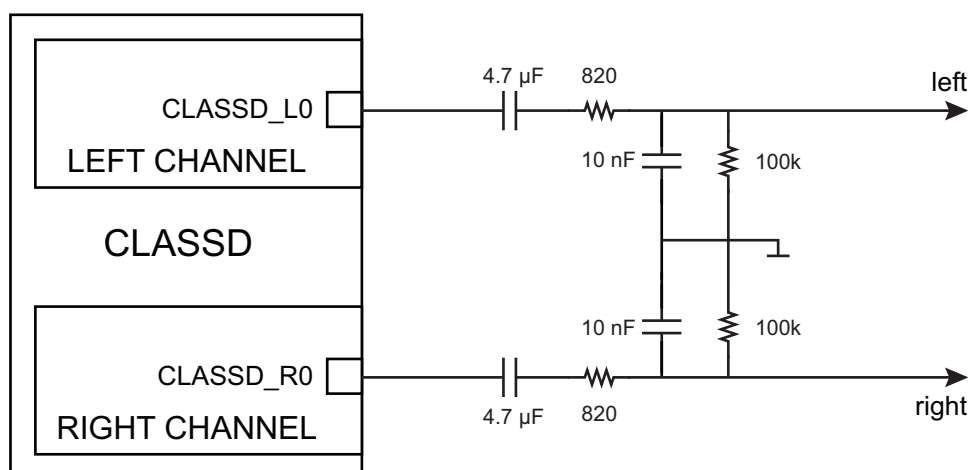 4.7 µF
820
left
CLASSD_L0
LEFT CHANNEL
10 nF
100k
CLASSD
10 nF
100k
CLASSD_R0
RIGHT CHANNEL
4.7 µF
820
right